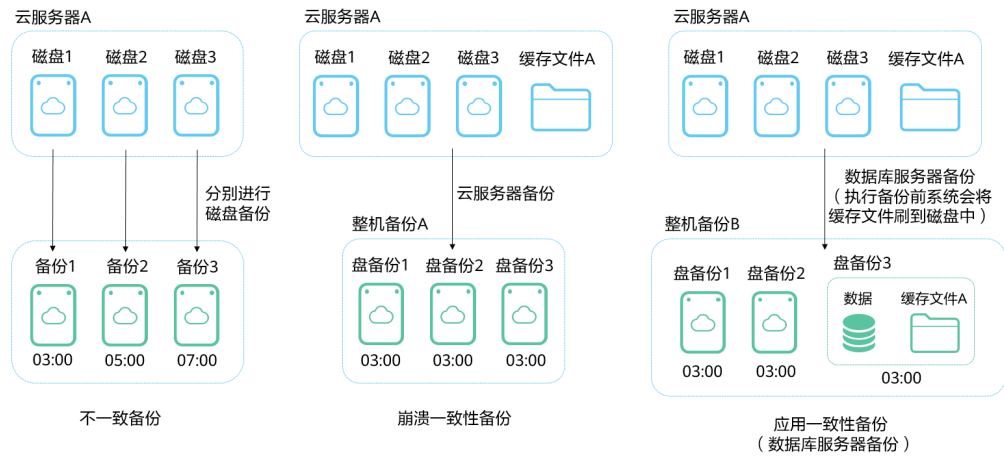 云服务器A
磁盘1 磁盘2 磁盘3
分别进行
磁盘备份
备份1 备份2 备份3
03:00 05:00 07:00
不一致备份
云服务器A
磁盘1 磁盘2 磁盘3 缓存文件A
云服务器备份
整机备份A
盘备份1 盘备份2 盘备份3
03:00 03:00 03:00
崩溃一致性备份
云服务器A
磁盘1 磁盘2 磁盘3 缓存文件A
数据库服务器备份
（执行备份前系统会将
缓存文件刷到磁盘中）
整机备份B
盘备份1 盘备份2 盘备份3
数据 缓存文件A
03:00 03:00 03:00
应用一致性备份
（数据库服务器备份）